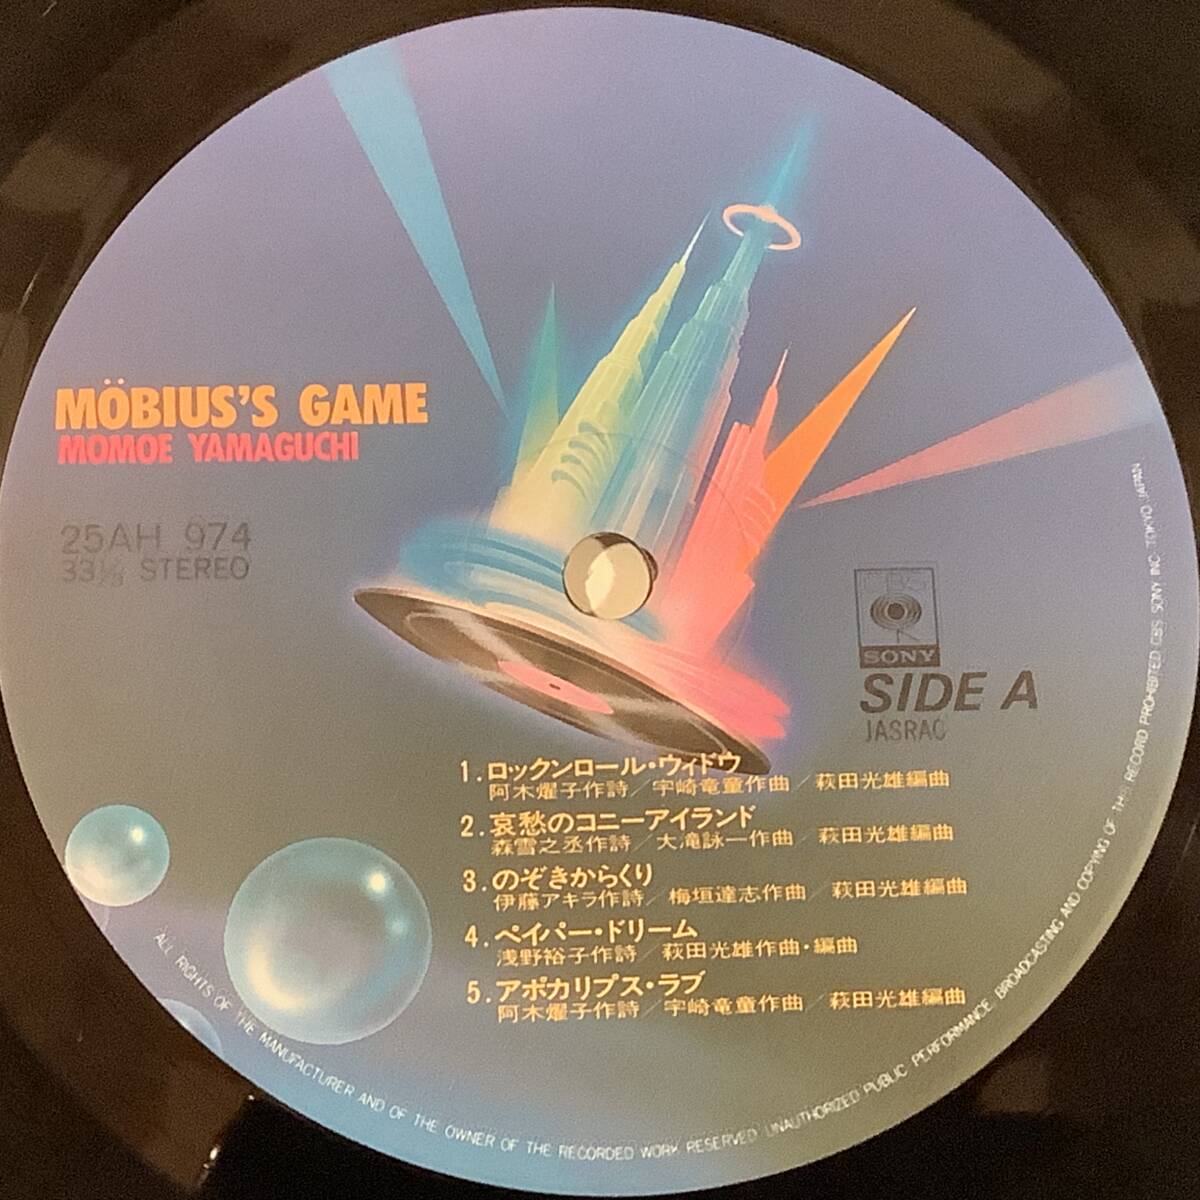 MÖBIUS'S GAME
MOMOE YAMAGUCHI
25AH 974
33⅓ STEREO
CBS
SONY
SIDE A
JASRAC
1. ロックンロール・ウィドウ
阿木燿子作詩／宇崎竜童作曲／萩田光雄編曲
2. 哀愁のコニーアイランド
森雪之丞作詩／大滝詠一作曲／萩田光雄編曲
3. のぞきからくり
伊藤アキラ作詩／梅垣達志作曲／萩田光雄編曲
4. ペイパー・ドリーム
浅野裕子作詩／萩田光雄作曲・編曲
5. アポカリプス・ラブ
阿木燿子作詩／宇崎竜童作曲／萩田光雄編曲
ALL RIGHTS OF THE MANUFACTURER AND OF THE OWNER OF THE RECORDED WORK RESERVED UNAUTHORIZED PUBLIC PERFORMANCE BROADCASTING AND COPYING OF THIS RECORD PROHIBITED CBS SONY INC. TOKYO JAPAN